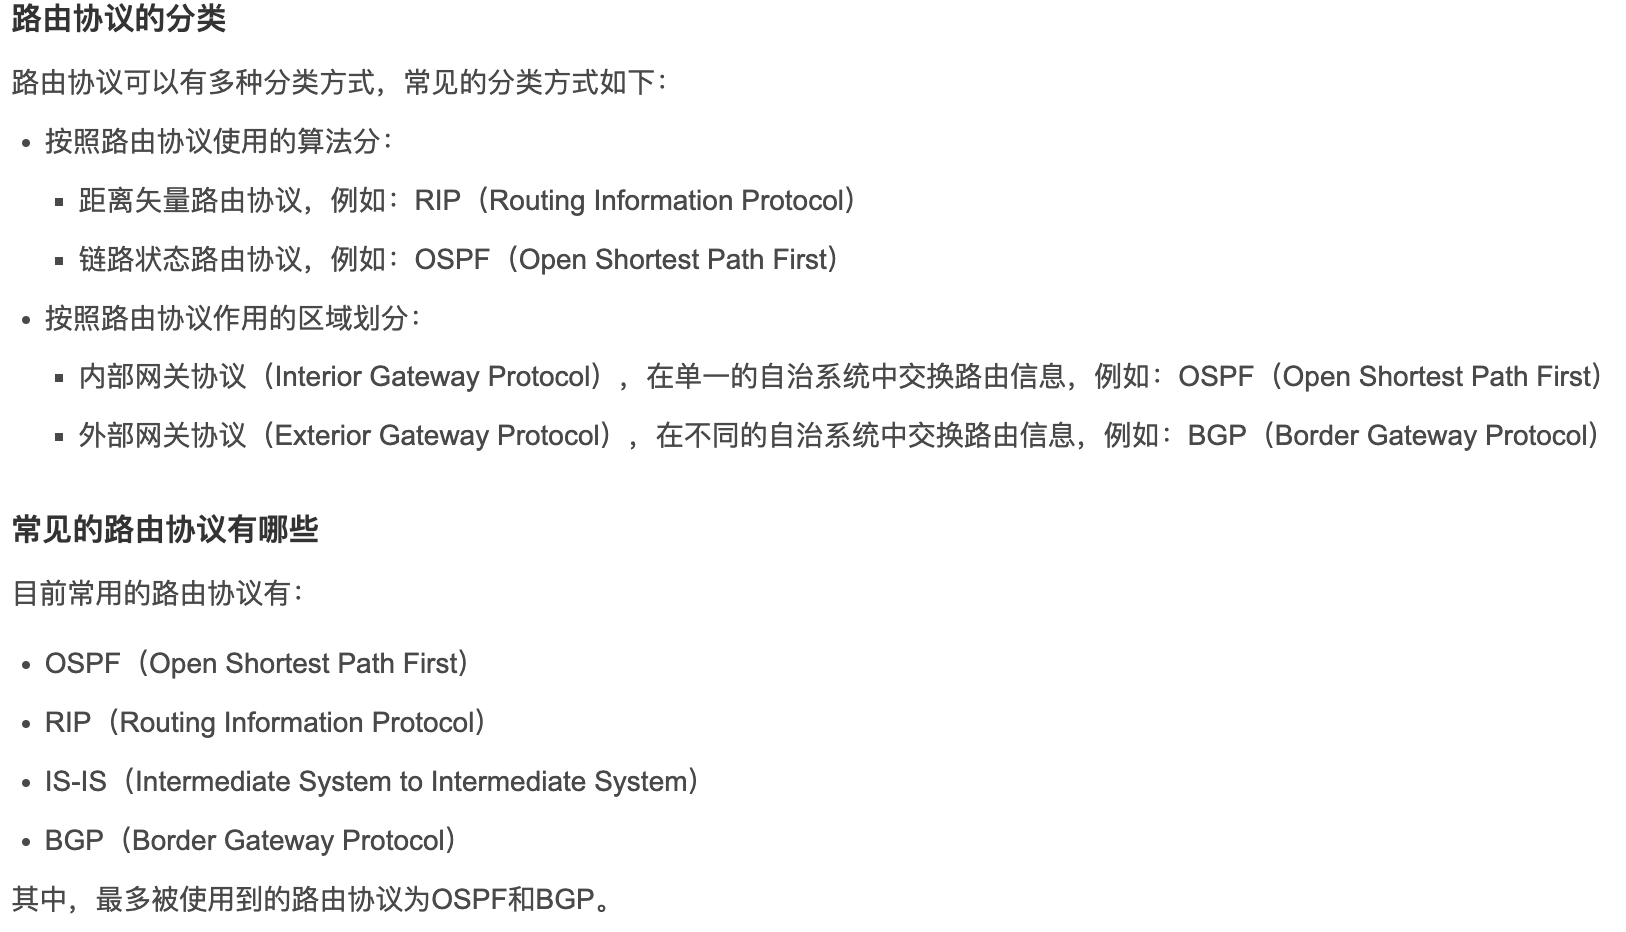 路由协议的分类
路由协议可以有多种分类方式，常见的分类方式如下：
• 按照路由协议使用的算法分：
▪ 距离矢量路由协议，例如：RIP（Routing Information Protocol）
▪ 链路状态路由协议，例如：OSPF（Open Shortest Path First）
• 按照路由协议作用的区域划分：
▪ 内部网关协议（Interior Gateway Protocol），在单一的自治系统中交换路由信息，例如：OSPF（Open Shortest Path First）
▪ 外部网关协议（Exterior Gateway Protocol），在不同的自治系统中交换路由信息，例如：BGP（Border Gateway Protocol）
常见的路由协议有哪些
目前常用的路由协议有：
• OSPF（Open Shortest Path First）
• RIP（Routing Information Protocol）
• IS-IS（Intermediate System to Intermediate System）
• BGP（Border Gateway Protocol）
其中，最多被使用到的路由协议为OSPF和BGP。